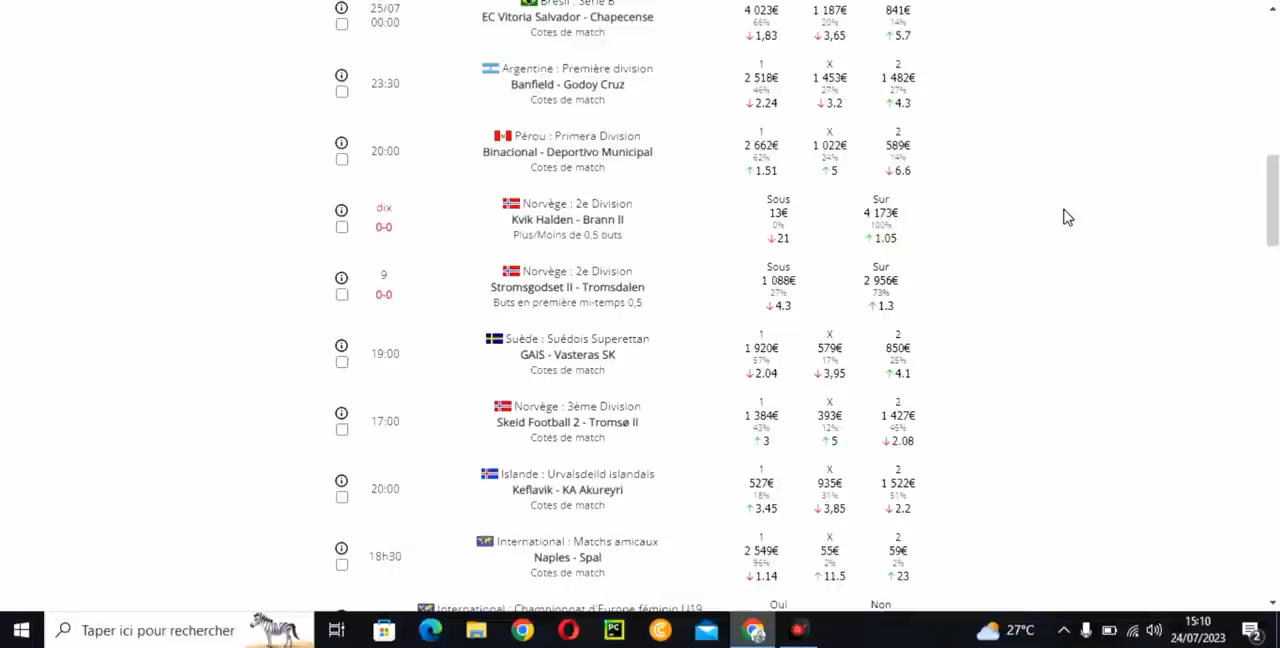 Brésil : Série B
25/07
00:00
EC Vitoria Salvador - Chapecense
Cotes de match
4 023€ 1 187€ 841€
66% 20% 14%
↓1,83 ↓3,65 ↑5.7
Argentine : Première division
23:30
Banfield - Godoy Cruz
Cotes de match
1 X 2
2 518€ 1 453€ 1 482€
46% 27% 27%
↓2.24 ↓3.2 ↑4.3
Pérou : Primera Division
20:00
Binacional - Deportivo Municipal
Cotes de match
1 X 2
2 662€ 1 022€ 589€
62% 24% 14%
↑1.51 ↑5 ↓6.6
Norvège : 2e Division
dix
0-0
Kvik Halden - Brann II
Plus/Moins de 0,5 buts
Sous Sur
13€ 4 173€
0% 100%
↓21 ↑1.05
Norvège : 2e Division
9
0-0
Stromsgodset II - Tromsdalen
Buts en première mi-temps 0,5
Sous Sur
1 088€ 2 956€
27% 73%
↓4.3 ↑1.3
Suède : Suédois Superettan
19:00
GAIS - Vasteras SK
Cotes de match
1 X 2
1 920€ 579€ 850€
57% 17% 25%
↓2.04 ↓3,95 ↑4.1
Norvège : 3ème Division
17:00
Skeid Football 2 - Tromsø II
Cotes de match
1 X 2
1 384€ 393€ 1 427€
43% 12% 45%
↑3 ↑5 ↓2.08
Islande : Urvalsdeild islandais
20:00
Keflavik - KA Akureyri
Cotes de match
1 X 2
527€ 935€ 1 522€
18% 31% 51%
↑3.45 ↓3,85 ↓2.2
International : Matchs amicaux
18h30
Naples - Spal
Cotes de match
1 X 2
2 549€ 55€ 59€
96% 2% 2%
↓1.14 ↑11.5 ↑23
International : Championnat d'Europe féminin U19
Oui Non
Taper ici pour rechercher
PC
27°C
15:10
24/07/2023
2